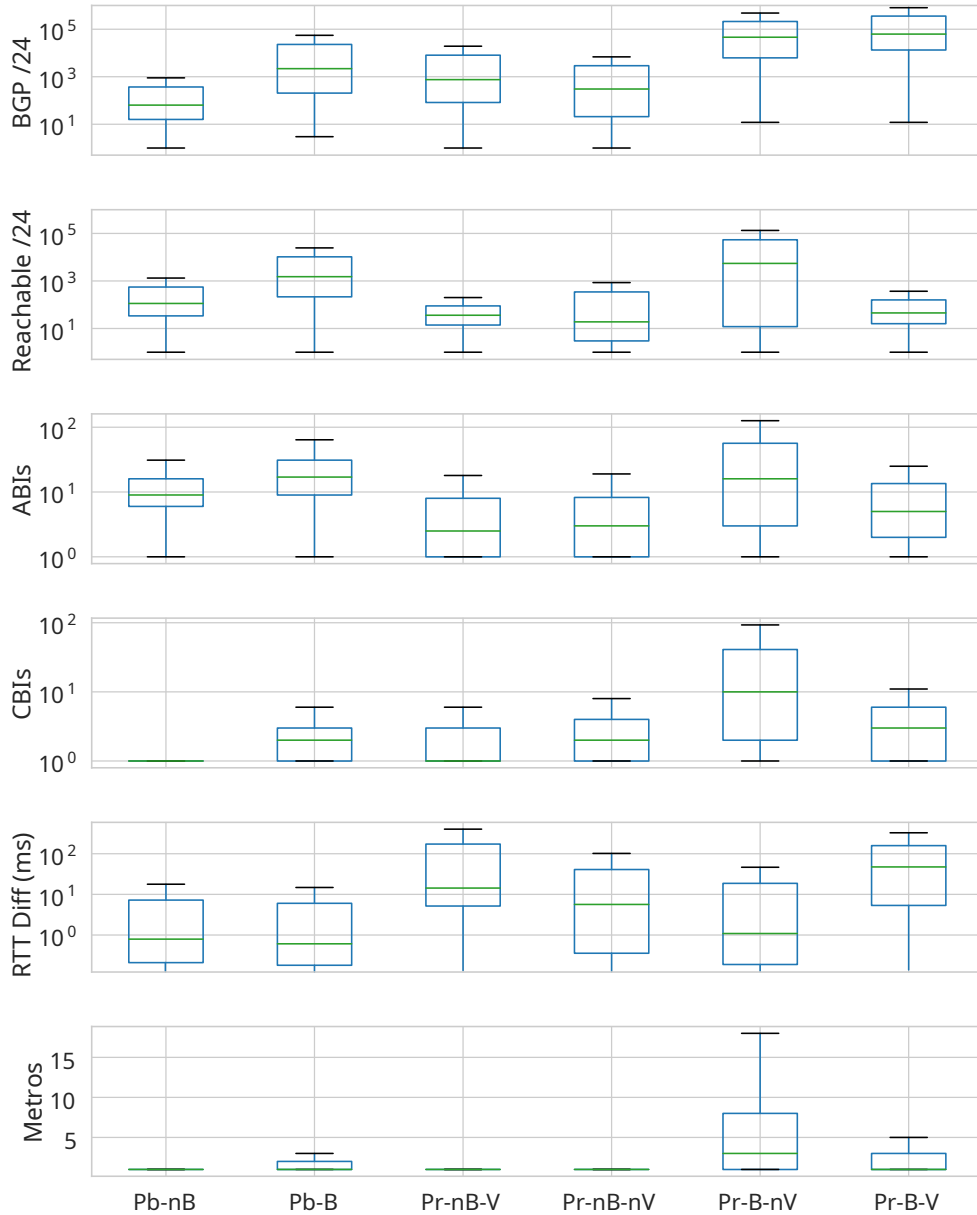 BGP /24
10^5
10^3
10^1
Reachable /24
10^5
10^3
10^1
ABIs
10^2
10^1
10^0
CBIs
10^2
10^1
10^0
RTT Diff (ms)
10^2
10^1
10^0
Metros
15
10
5
Pb-nB Pb-B Pr-nB-V Pr-nB-nV Pr-B-nV Pr-B-V